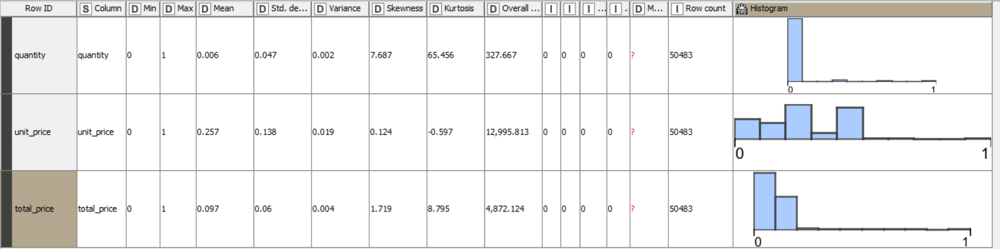 Row ID S Column D Min D Max D Mean D Std. de... D Variance D Skewness D Kurtosis D Overall ... I I I ... I . D M... I Row count Histogram
quantity quantity 0 1 0.006 0.047 0.002 7.687 65.456 327.667 0 0 0 0 ? 50483
0 1
unit_price unit_price 0 1 0.257 0.138 0.019 0.124 -0.597 12,995.813 0 0 0 0 ? 50483
0 1
total_price total_price 0 1 0.097 0.06 0.004 1.719 8.795 4,872.124 0 0 0 0 ? 50483
0 1